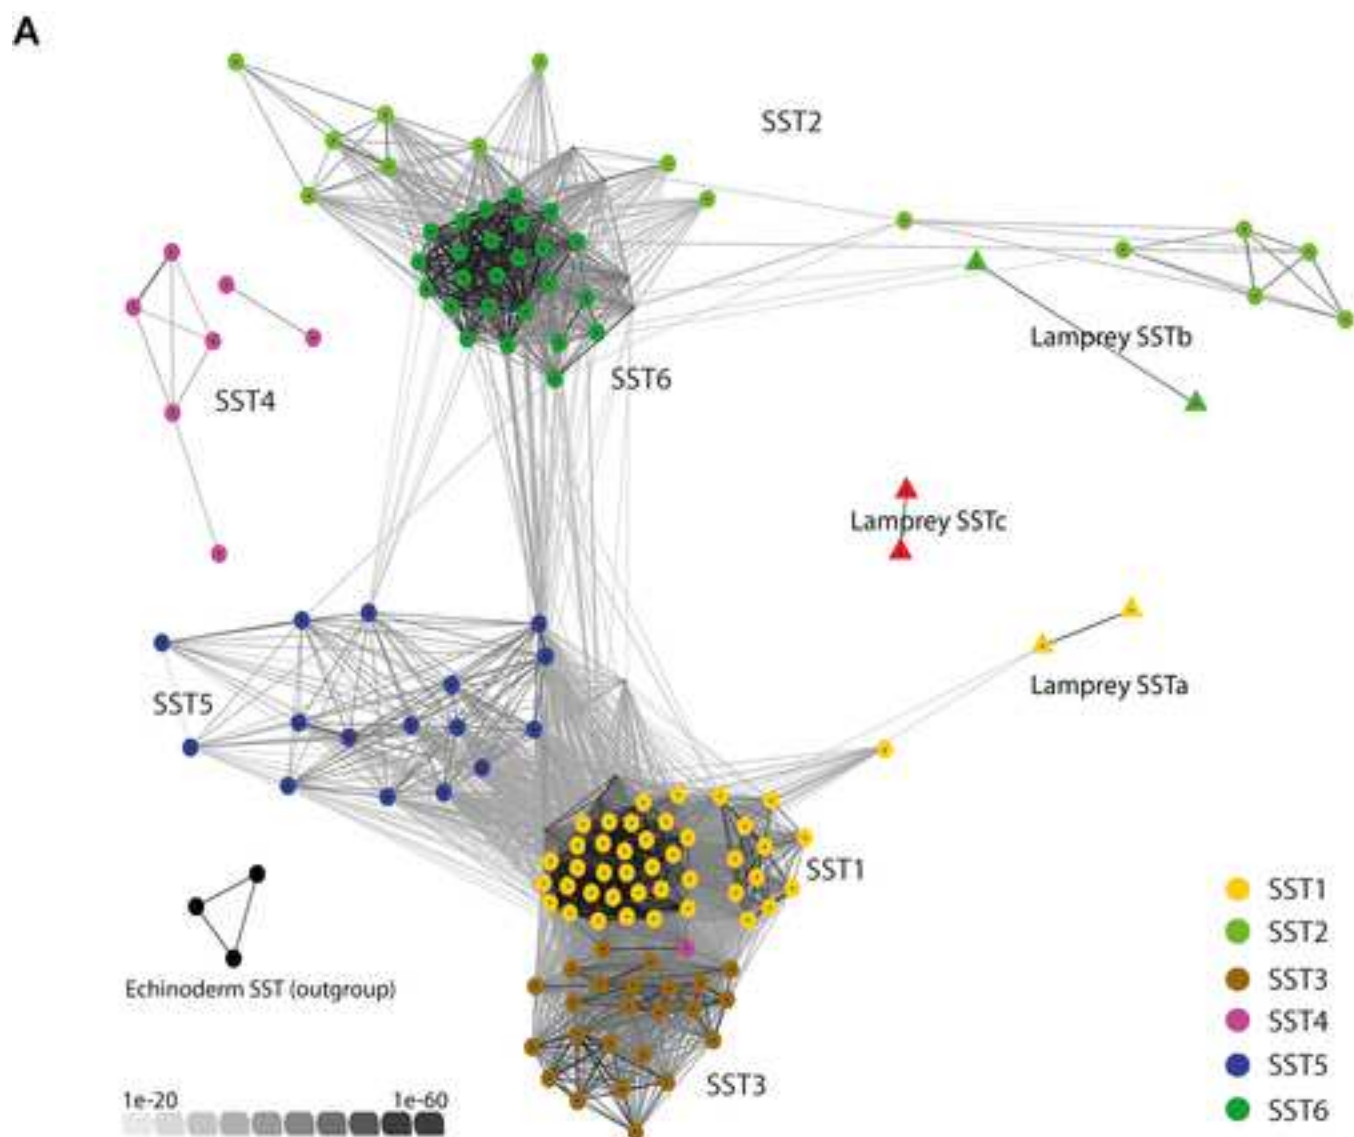 A
SST2
Lamprey SSTb
SST6
SST4
Lamprey SSTc
Lamprey SSTa
SST5
SST1
Echinoderm SST (outgroup)
SST3
1e-20 1e-60
SST1
SST2
SST3
SST4
SST5
SST6